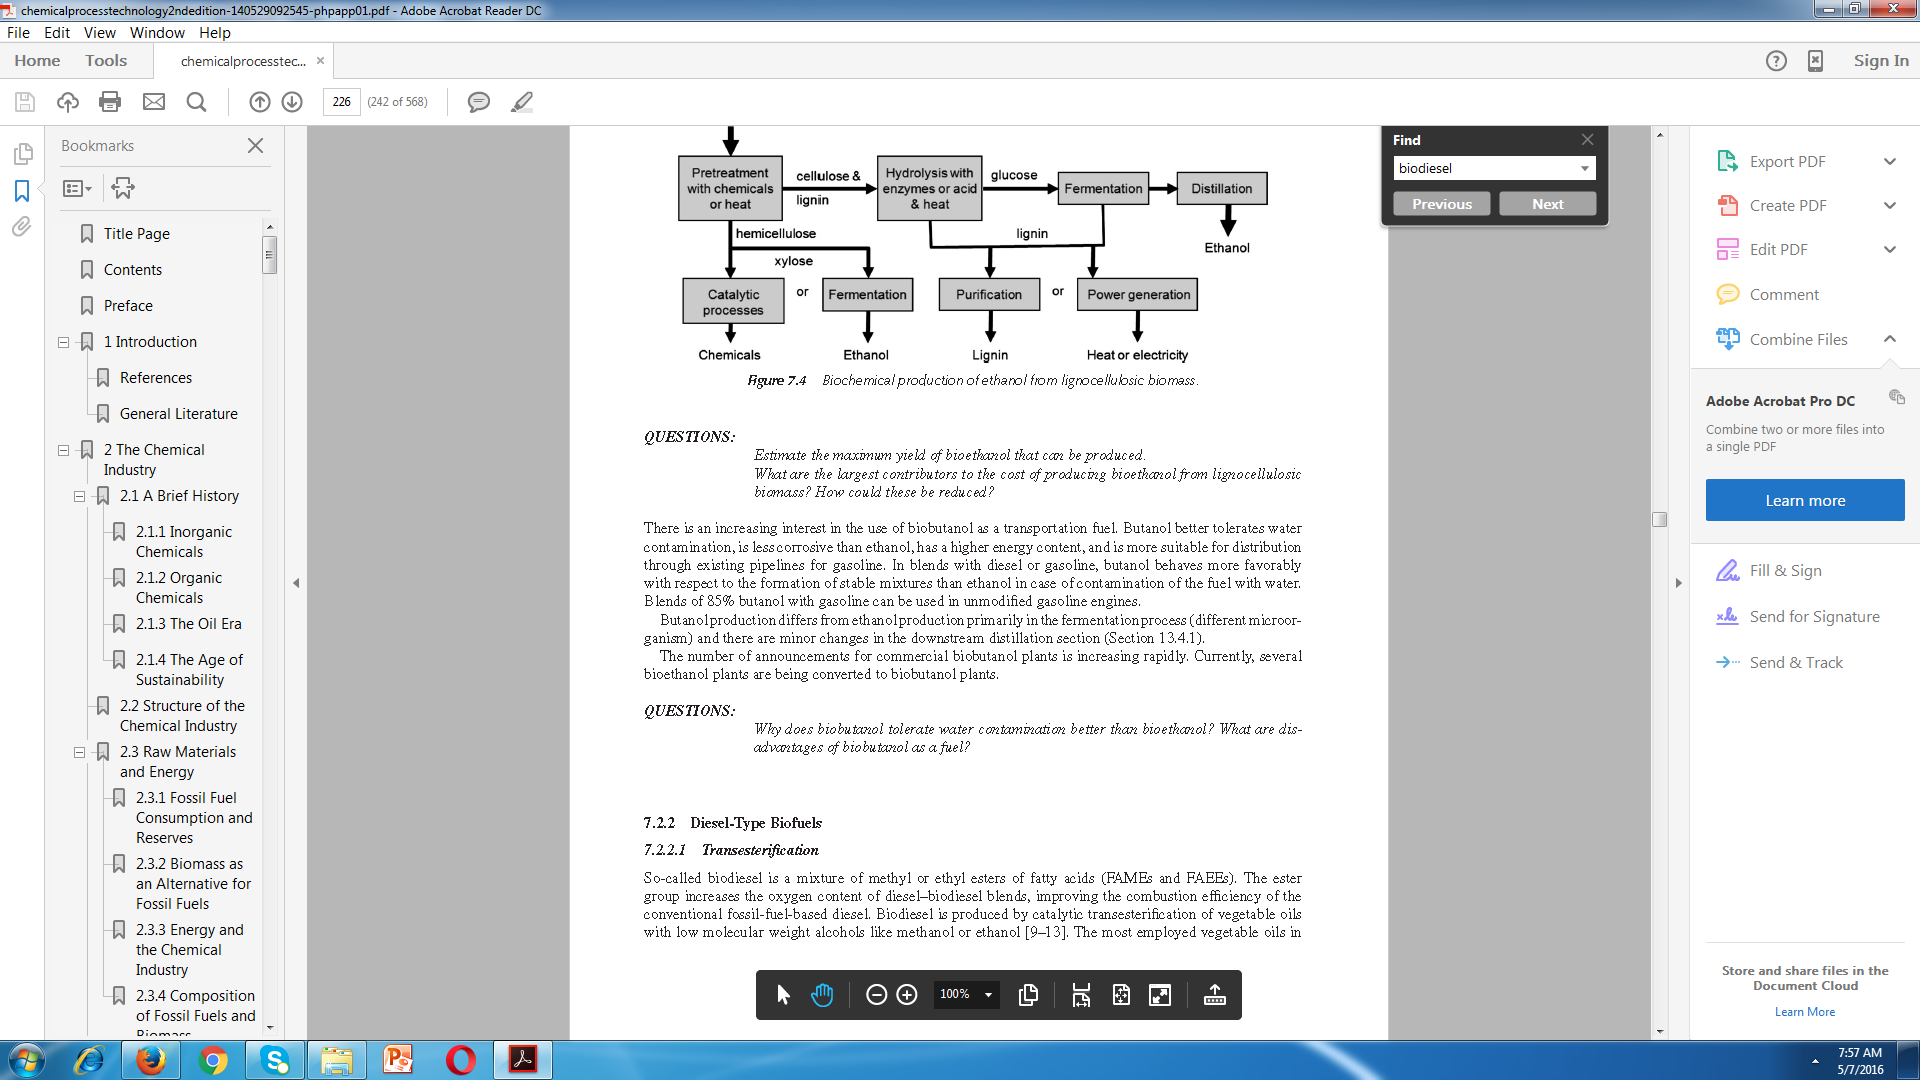 chemicalprocesstechnology2ndedition-140529092545-phpapp01.pdf - Adobe Acrobat Reader DC
File Edit View Window Help
Home Tools chemicalprocesstec... × Sign In
226 (242 of 568)
Bookmarks
Title Page
Contents
Preface
1 Introduction
References
General Literature
2 The Chemical
Industry
2.1 A Brief History
2.1.1 Inorganic
Chemicals
2.1.2 Organic
Chemicals
2.1.3 The Oil Era
2.1.4 The Age of
Sustainability
2.2 Structure of the
Chemical Industry
2.3 Raw Materials
and Energy
2.3.1 Fossil Fuel
Consumption and
Reserves
2.3.2 Biomass as
an Alternative for
Fossil Fuels
2.3.3 Energy and
the Chemical
Industry
2.3.4 Composition
of Fossil Fuels and
Biomass
Pretreatment
with chemicals
or heat
cellulose &
lignin
Hydrolysis with
enzymes or acid
& heat
glucose
Fermentation
Distillation
hemicellulose
xylose
lignin
Ethanol
Catalytic
processes
or
Fermentation
Purification
or
Power generation
Chemicals
Ethanol
Lignin
Heat or electricity
Figure 7.4 Biochemical production of ethanol from lignocellulosic biomass.
QUESTIONS:
Estimate the maximum yield of bioethanol that can be produced.
What are the largest contributors to the cost of producing bioethanol from lignocellulosic
biomass? How could these be reduced?
There is an increasing interest in the use of biobutanol as a transportation fuel. Butanol better tolerates water
contamination, is less corrosive than ethanol, has a higher energy content, and is more suitable for distribution
through existing pipelines for gasoline. In blends with diesel or gasoline, butanol behaves more favorably
with respect to the formation of stable mixtures than ethanol in case of contamination of the fuel with water.
Blends of 85% butanol with gasoline can be used in unmodified gasoline engines.
Butanol production differs from ethanol production primarily in the fermentation process (different microor-
ganism) and there are minor changes in the downstream distillation section (Section 13.4.1).
The number of announcements for commercial biobutanol plants is increasing rapidly. Currently, several
bioethanol plants are being converted to biobutanol plants.
QUESTIONS:
Why does biobutanol tolerate water contamination better than bioethanol? What are dis-
advantages of biobutanol as a fuel?
7.2.2 Diesel-Type Biofuels
7.2.2.1 Transesterification
So-called biodiesel is a mixture of methyl or ethyl esters of fatty acids (FAMEs and FAEEs). The ester
group increases the oxygen content of diesel–biodiesel blends, improving the combustion efficiency of the
conventional fossil-fuel-based diesel. Biodiesel is produced by catalytic transesterification of vegetable oils
with low molecular weight alcohols like methanol or ethanol [9–13]. The most employed vegetable oils in
100%
Find
biodiesel
Previous Next
Export PDF
Create PDF
Edit PDF
Comment
Combine Files
Adobe Acrobat Pro DC
Combine two or more files into
a single PDF
Learn more
Fill & Sign
Send for Signature
Send & Track
Store and share files in the
Document Cloud
Learn More
7:57 AM
5/7/2016